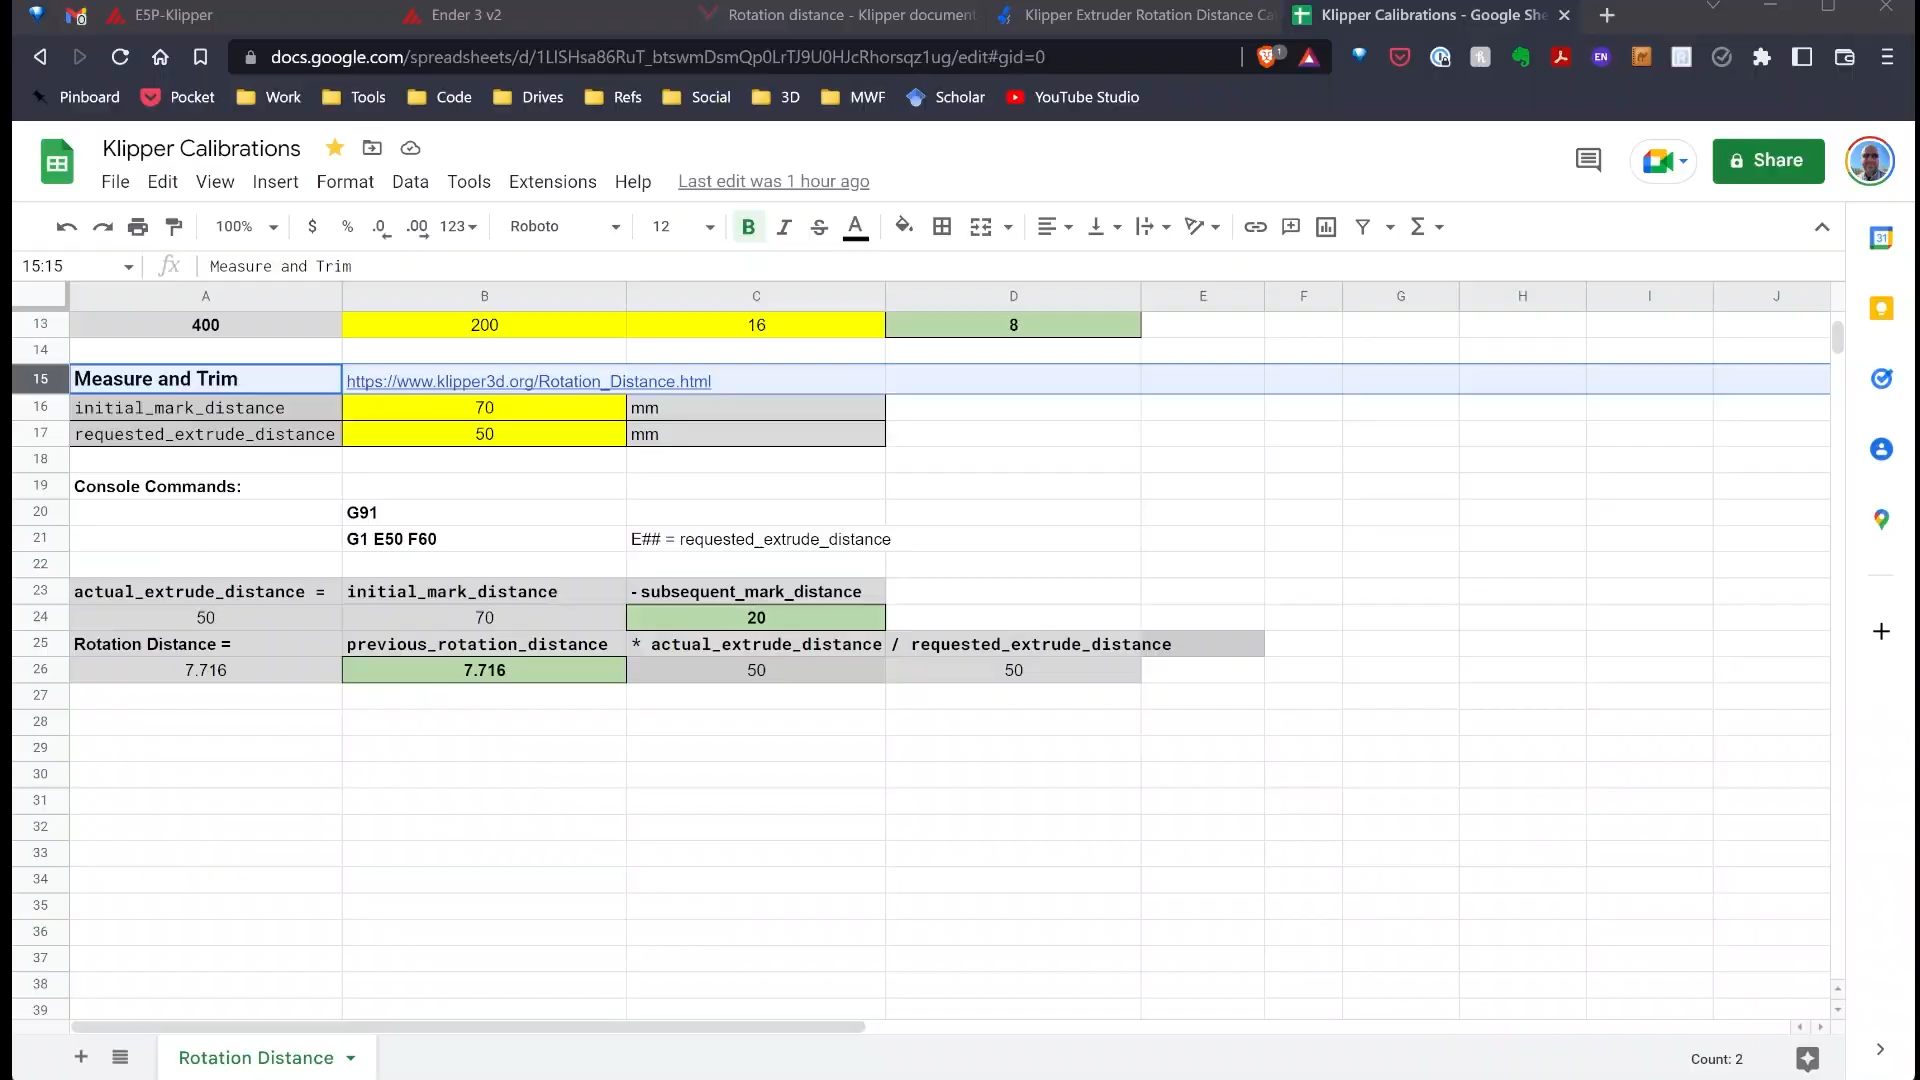 E5P-Klipper
Ender 3 v2
Rotation distance - Klipper document
Klipper Extruder Rotation Distance Ca
Klipper Calibrations - Google She
docs.google.com/spreadsheets/d/1LlSHsa86RuT_btswmDsmQp0LrTJ9U0HJcRhorsqz1ug/edit#gid=0
1
EN
Pinboard
Pocket
Work
Tools
Code
Drives
Refs
Social
3D
MWF
Scholar
YouTube Studio
Klipper Calibrations
Share
File Edit View Insert Format Data Tools Extensions Help Last edit was 1 hour ago
100% $ % .0 .00 123 Roboto 12 B I S A Σ
31
15:15 fx Measure and Trim
A B C D E F G H I J
13 400 200 16 8
14
15 Measure and Trim https://www.klipper3d.org/Rotation_Distance.html
16 initial_mark_distance 70 mm
17 requested_extrude_distance 50 mm
18
19 Console Commands:
20 G91
21 G1 E50 F60 E## = requested_extrude_distance
22
23 actual_extrude_distance = initial_mark_distance - subsequent_mark_distance
24 50 70 20
25 Rotation Distance = previous_rotation_distance * actual_extrude_distance / requested_extrude_distance
26 7.716 7.716 50 50
27
28
29
30
31
32
33
34
35
36
37
38
39
Rotation Distance
Count: 2